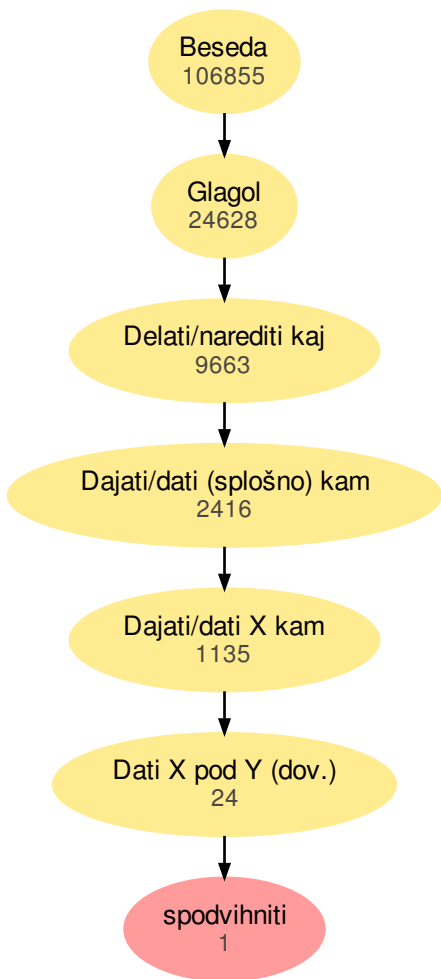 Beseda
106855
Glagol
24628
Delati/narediti kaj
9663
Dajati/dati (splošno) kam
2416
Dajati/dati X kam
1135
Dati X pod Y (dov.)
24
spodvihniti
1